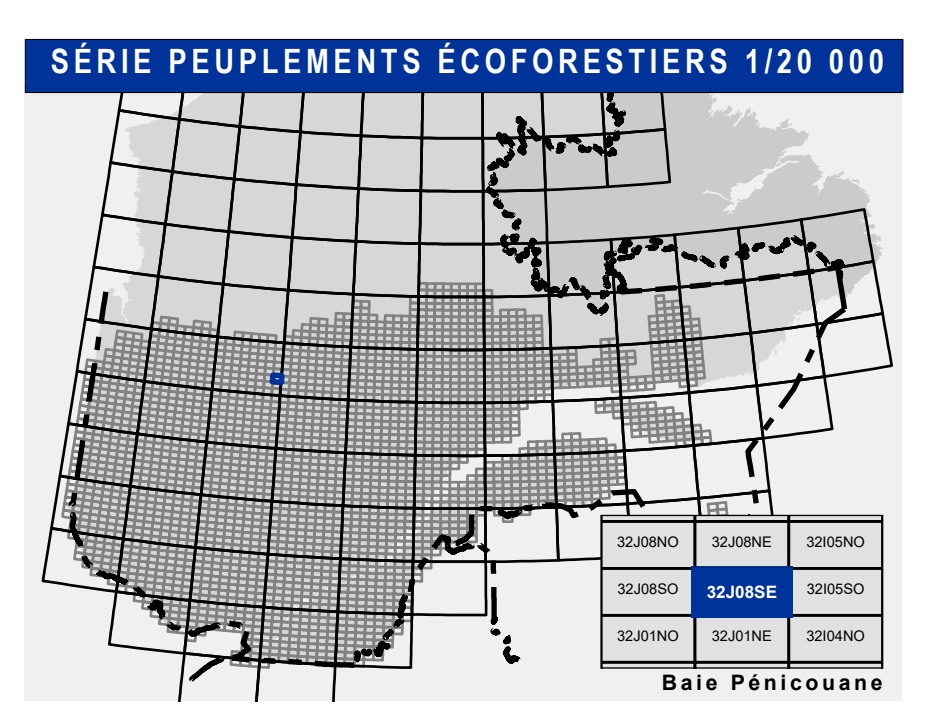 SÉRIE PEUPLEMENTS ÉCOFORESTIERS 1/20 000
32J08NO 32J08NE 32I05NO
32J08SO 32J08SE 32I05SO
32J01NO 32J01NE 32I04NO
Baie Pénicouane